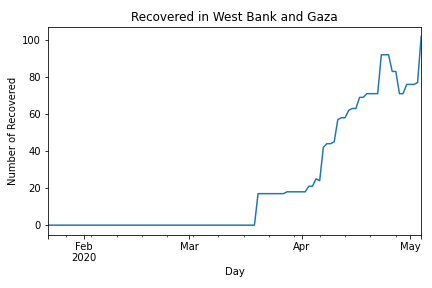 Recovered in West Bank and Gaza
Number of Recovered
100
80
60
40
20
0
Feb
2020
Mar
Apr
May
Day